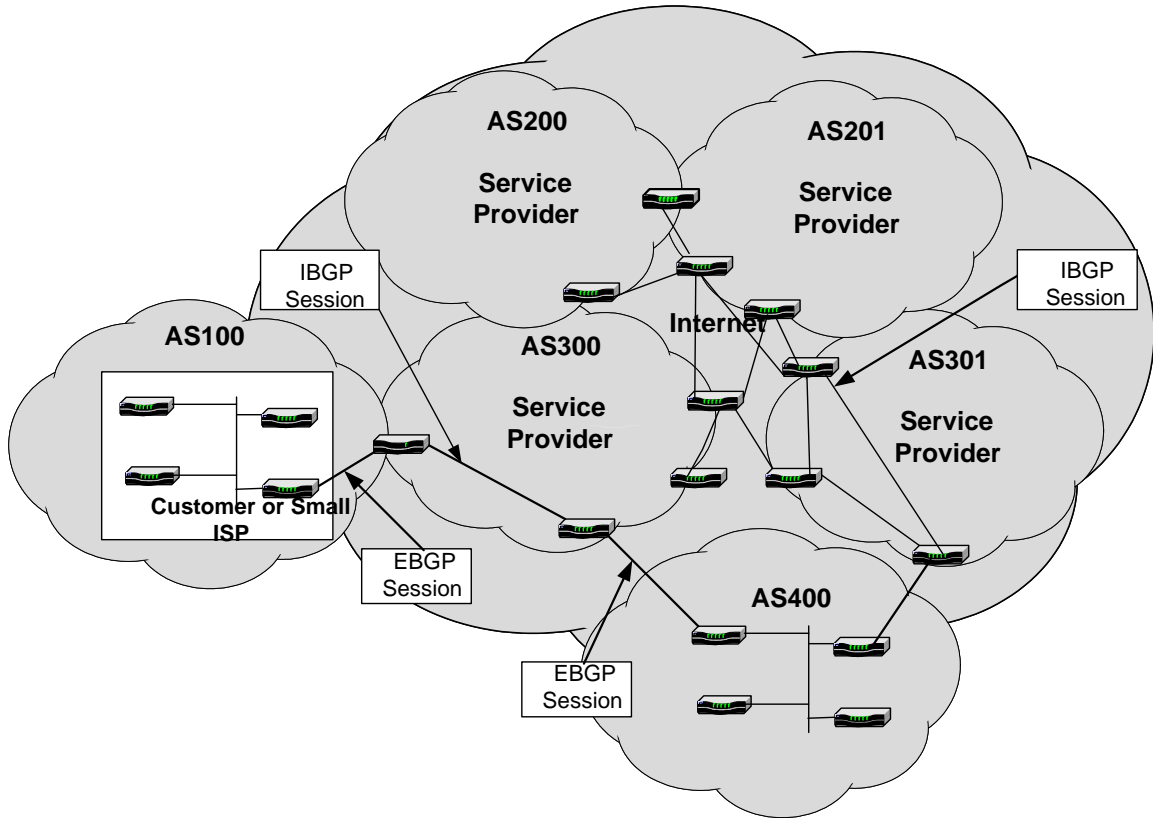 AS200
Service
Provider
AS201
Service
Provider
IBGP
Session
IBGP
Session
Internet
AS100
AS300
Service
Provider
AS301
Service
Provider
Customer or Small
ISP
EBGP
Session
AS400
EBGP
Session